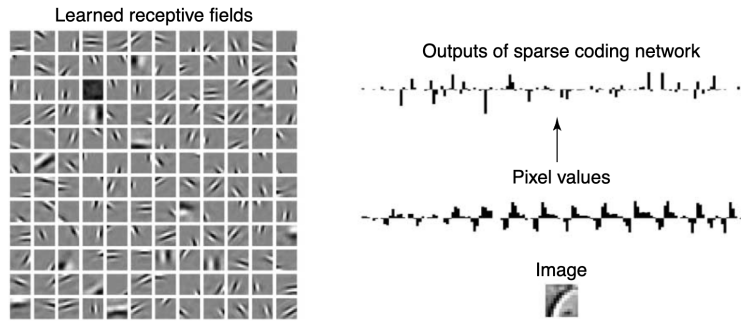 Learned receptive fields
Outputs of sparse coding network
Pixel values
Image